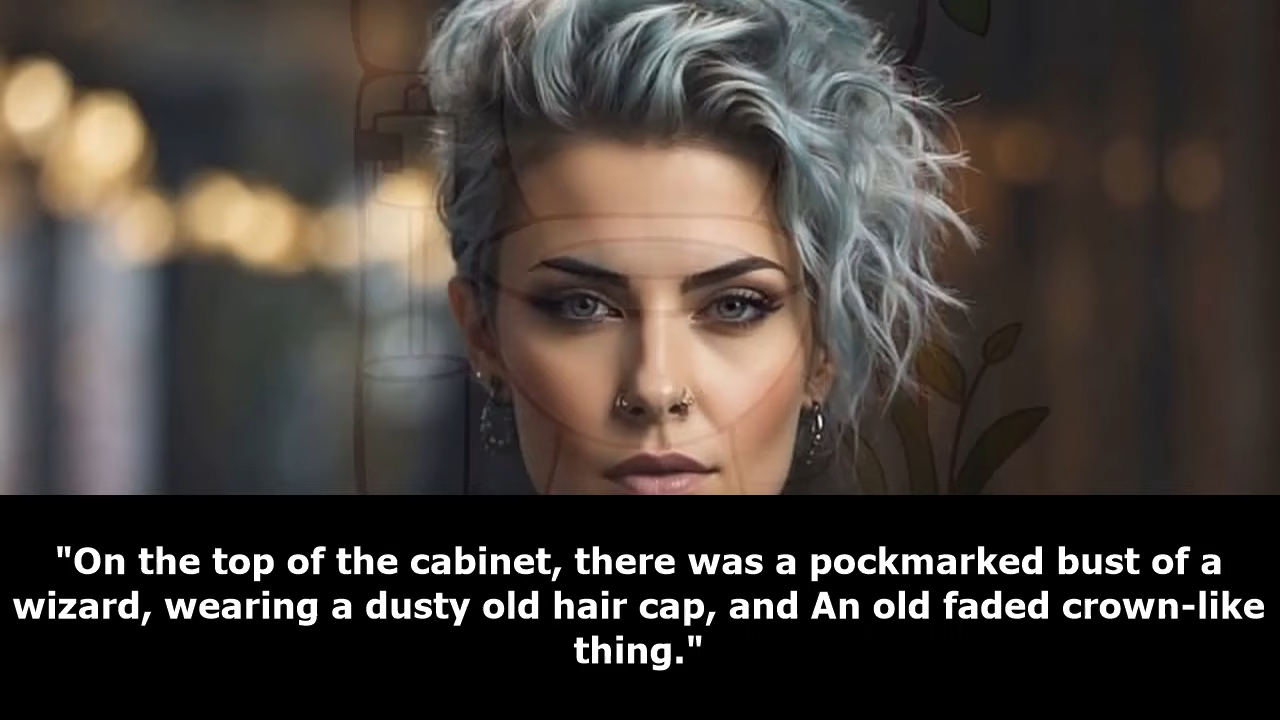 "On the top of the cabinet, there was a pockmarked bust of a
wizard, wearing a dusty old hair cap, and An old faded crown-like
thing."